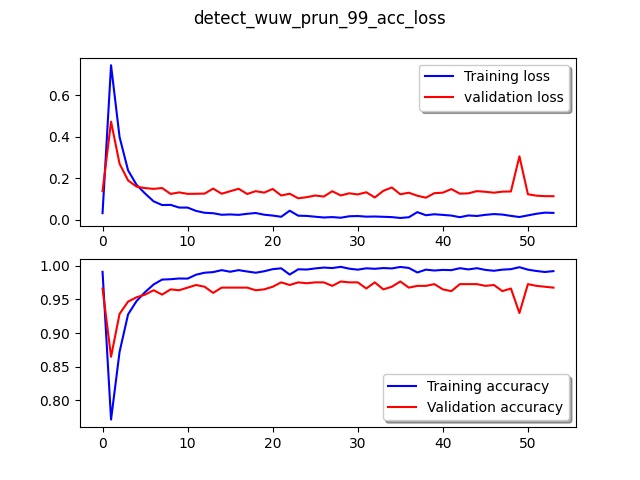 detect_wuw_prun_99_acc_loss
Training loss
validation loss
0.6
0.4
0.2
0.0
0 10 20 30 40 50
1.00
0.95
0.90
0.85
0.80
Training accuracy
Validation accuracy
0 10 20 30 40 50